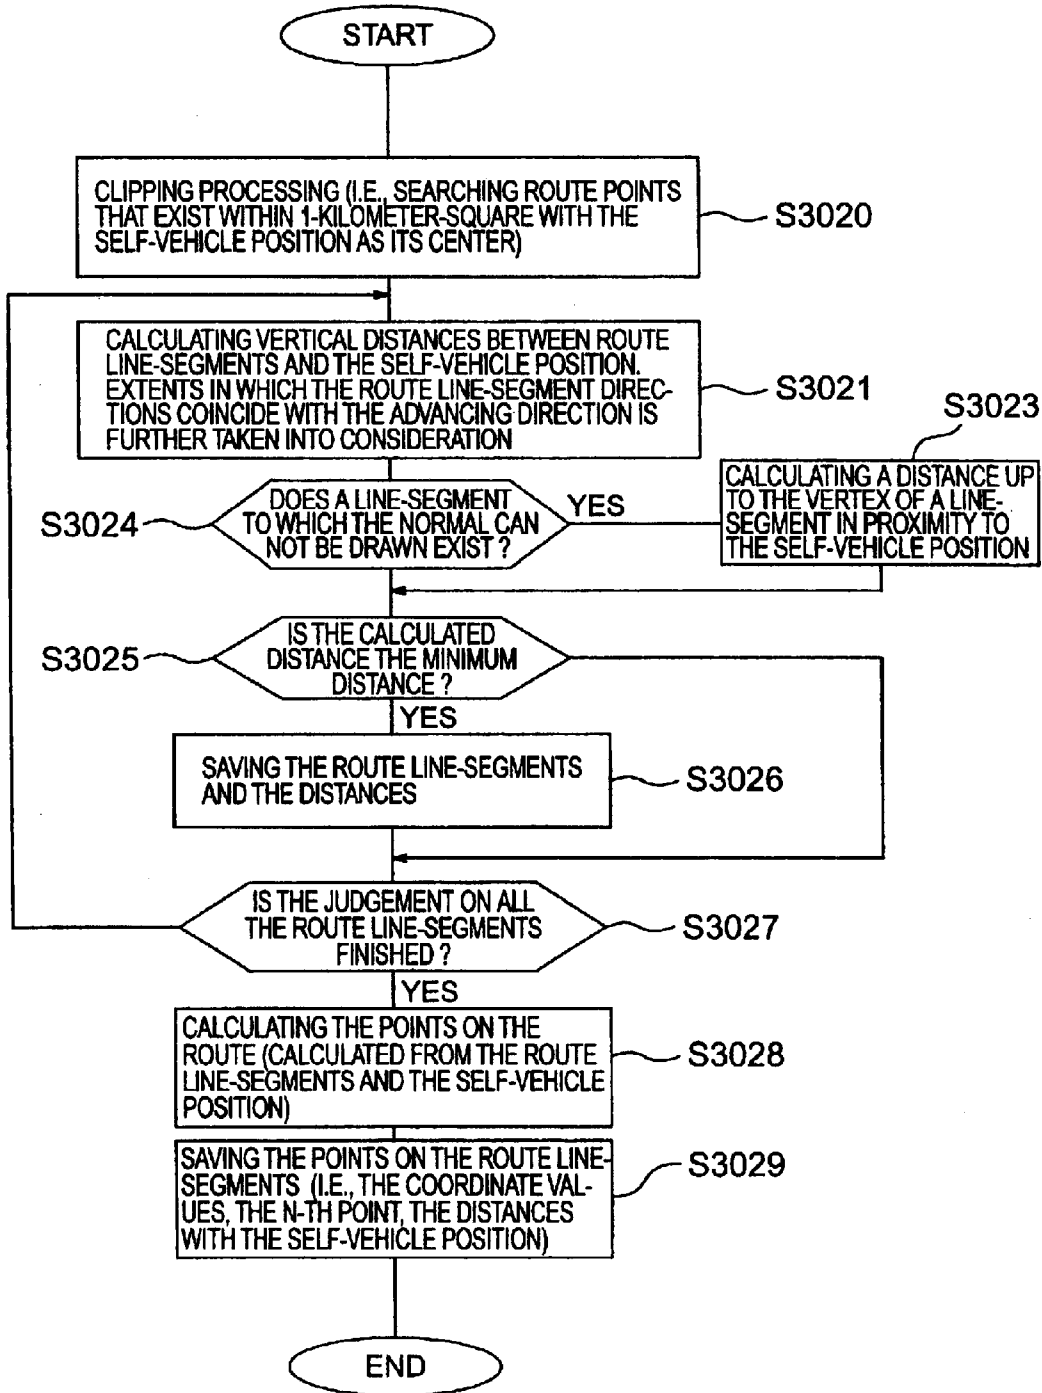 START
CLIPPING PROCESSING (I.E., SEARCHING ROUTE POINTS
THAT EXIST WITHIN 1-KILOMETER-SQUARE WITH THE
SELF-VEHICLE POSITION AS ITS CENTER)
S3020
CALCULATING VERTICAL DISTANCES BETWEEN ROUTE
LINE-SEGMENTS AND THE SELF-VEHICLE POSITION.
EXTENTS IN WHICH THE ROUTE LINE-SEGMENT DIREC-
TIONS COINCIDE WITH THE ADVANCING DIRECTION IS
FURTHER TAKEN INTO CONSIDERATION
S3021
S3023
CALCULATING A DISTANCE UP
TO THE VERTEX OF A LINE-
SEGMENT IN PROXIMITY TO
THE SELF-VEHICLE POSITION
S3024
DOES A LINE-SEGMENT
TO WHICH THE NORMAL CAN
NOT BE DRAWN EXIST ?
YES
S3025
IS THE CALCULATED
DISTANCE THE MINIMUM
DISTANCE ?
YES
SAVING THE ROUTE LINE-SEGMENTS
AND THE DISTANCES
S3026
IS THE JUDGEMENT ON ALL
THE ROUTE LINE-SEGMENTS
FINISHED ?
S3027
YES
CALCULATING THE POINTS ON THE
ROUTE (CALCULATED FROM THE ROUTE
LINE-SEGMENTS AND THE SELF-VEHICLE
POSITION)
S3028
SAVING THE POINTS ON THE ROUTE LINE-
SEGMENTS (I.E., THE COORDINATE VAL-
UES, THE N-TH POINT, THE DISTANCES
WITH THE SELF-VEHICLE POSITION)
S3029
END